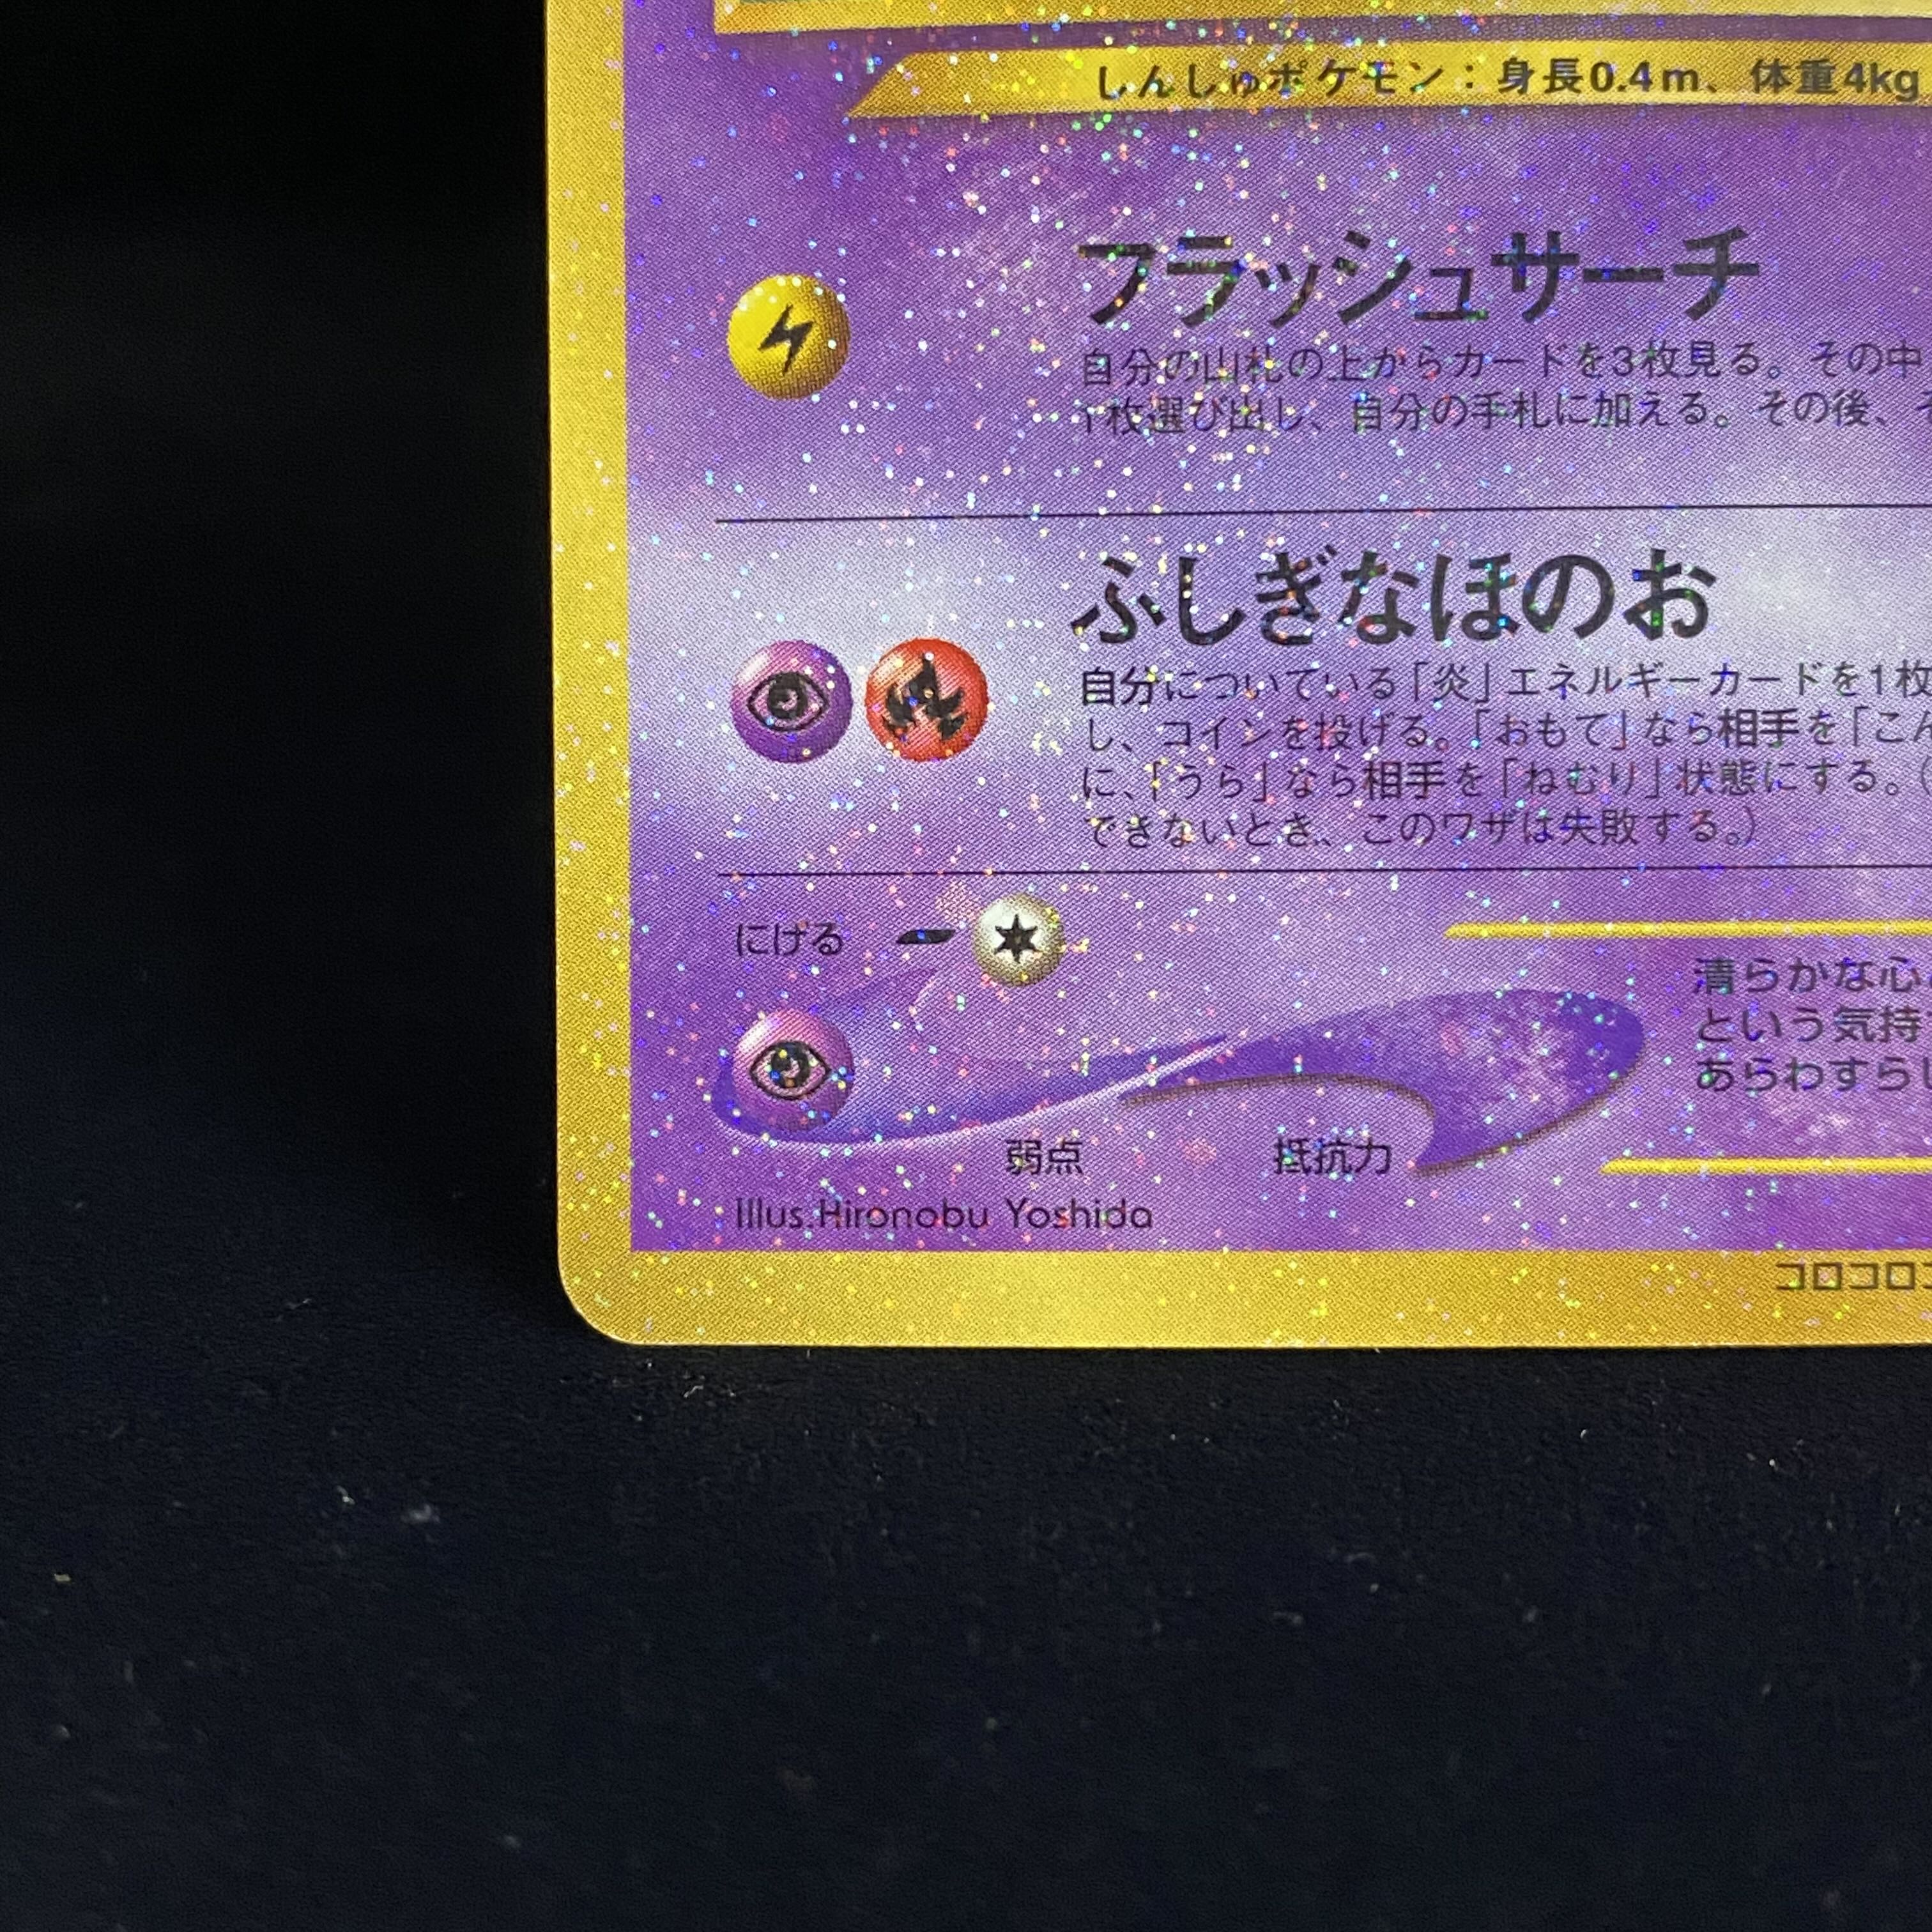 しんしゅポケモン：身長0.4m、体重4kg
フラッシュサーチ
自分の山札の上からカードを3枚見る。その中
1枚選び出し、自分の手札に加える。その後、
ふしぎなほのお
自分についている「炎」エネルギーカードを1枚
し、コインを投げる。「おもて」なら相手を「こん
に、「うら」なら相手を「ねむり」状態にする。（
できないとき、このワザは失敗する。）
にげる
清らかな心
という気持
あらわすらし
弱点 抵抗力
Illus.Hironobu Yoshida
コロコロ